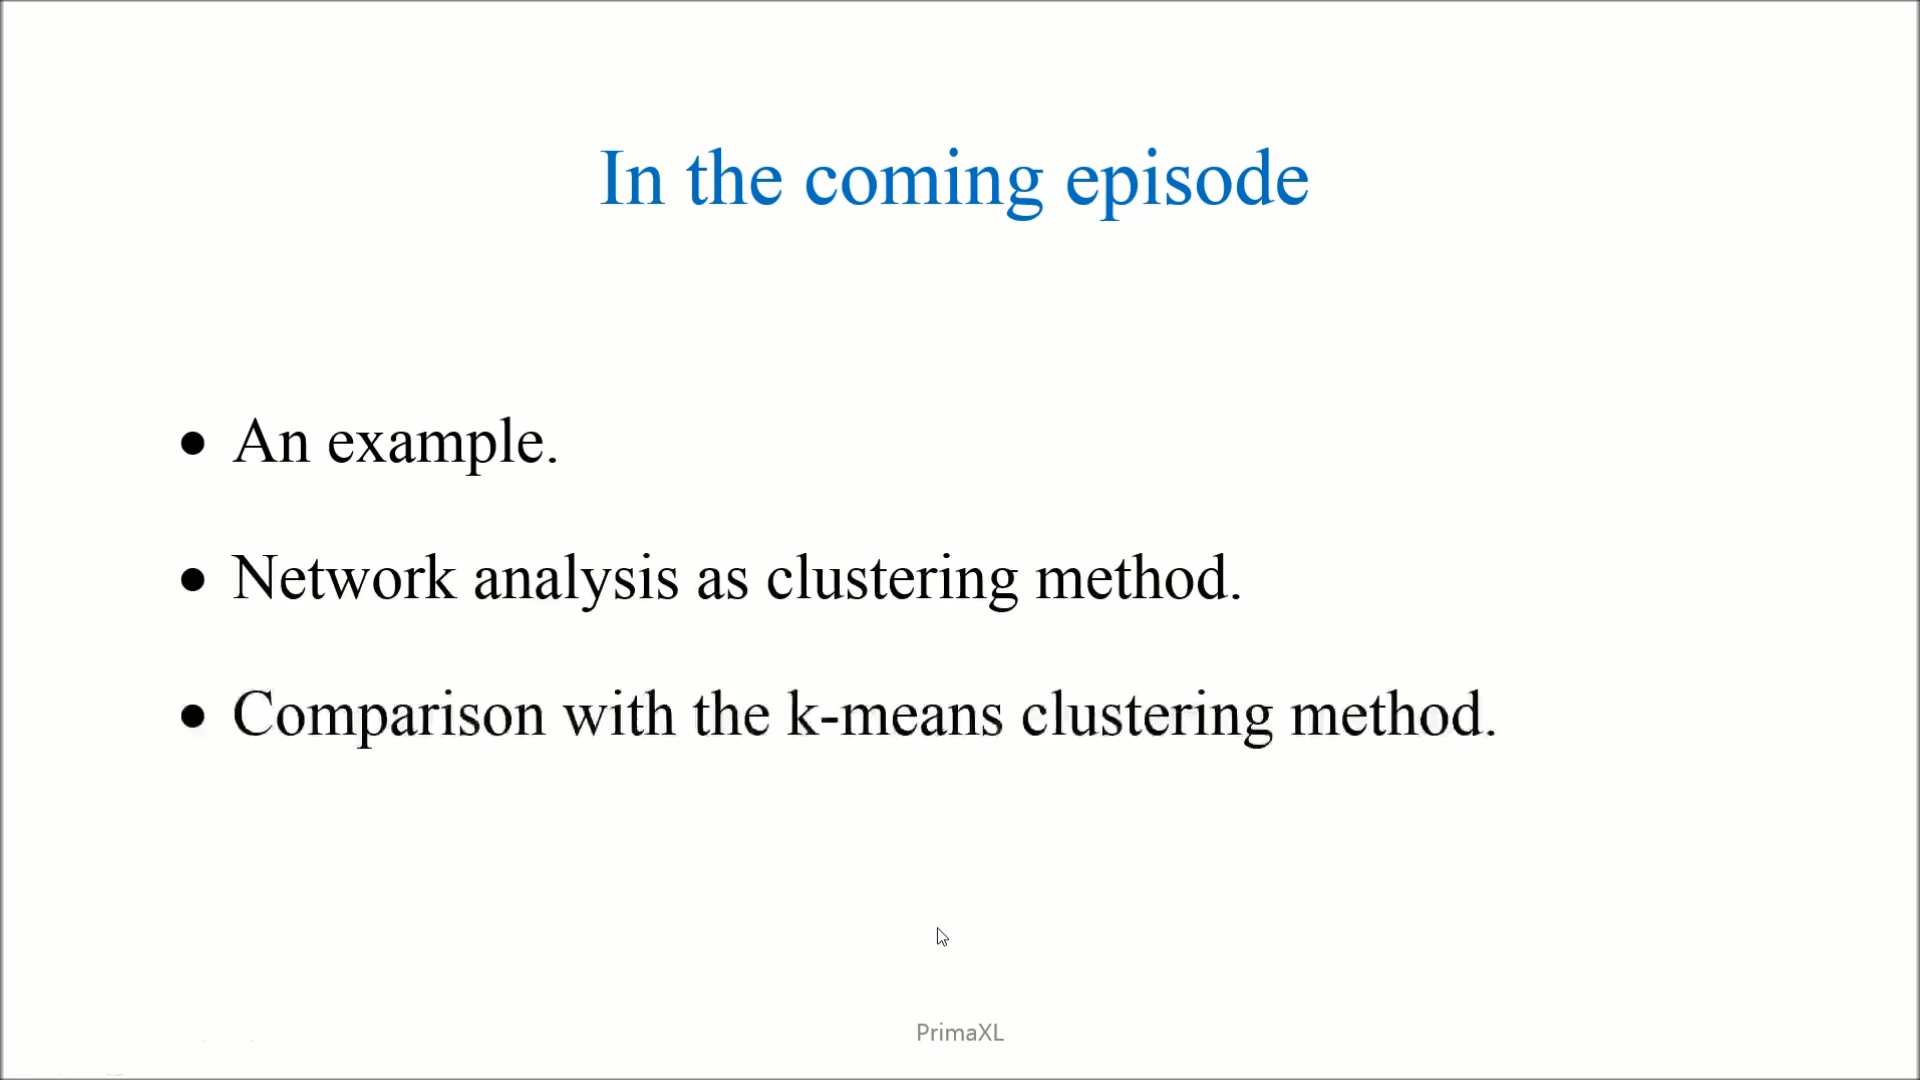 In the coming episode
• An example.
• Network analysis as clustering method.
• Comparison with the k-means clustering method.
PrimaXL